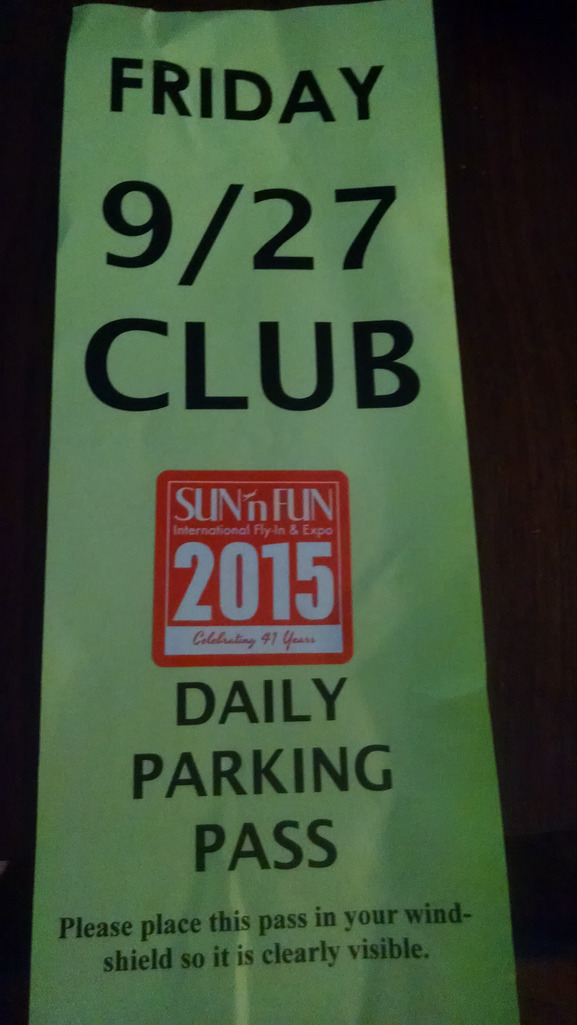 FRIDAY
9/27
CLUB
SUN'n FUN
International Fly-In & Expo
2015
Celebrating 41 Years
DAILY
PARKING
PASS
Please place this pass in your wind-
shield so it is clearly visible.